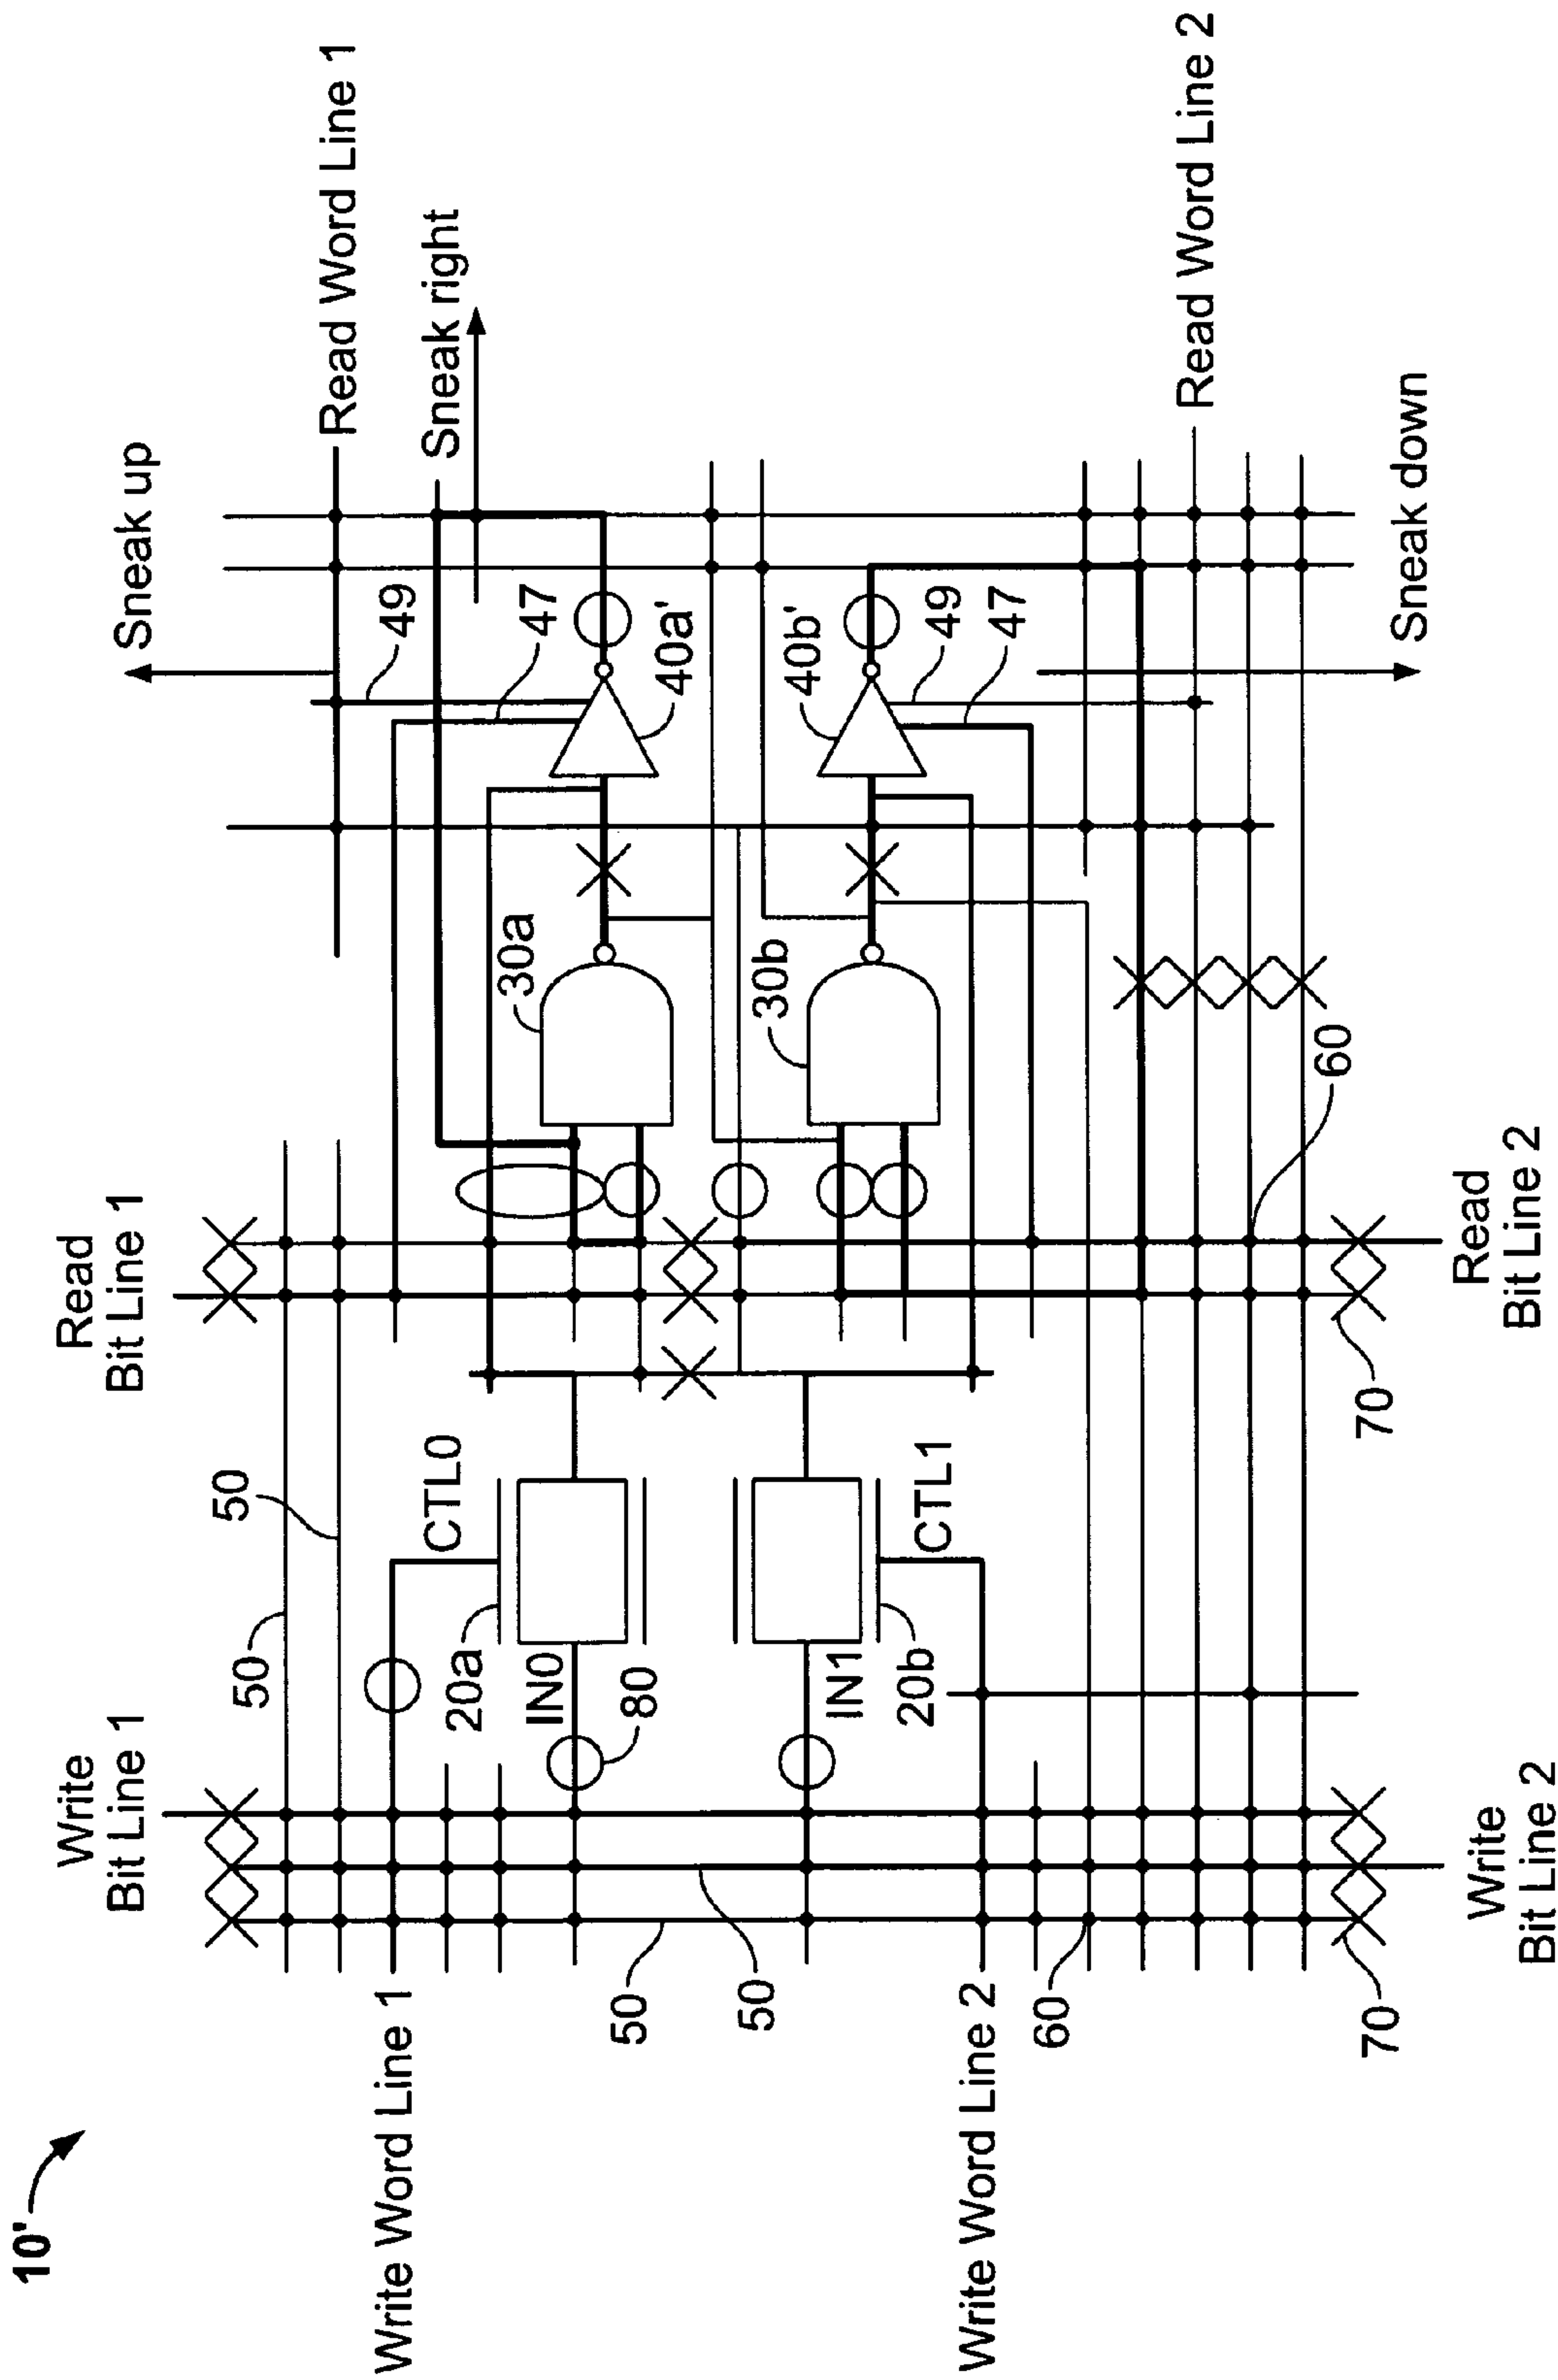 10'
Write
Bit Line 1
Read
Bit Line 1
Sneak up
50
50
49
Read Word Line 1
Write Word Line 1
CTL0
47
Sneak right
20a
30a
IN0
40a'
80
50
50
30b
40b'
IN1
20b
CTL1
49
47
Write Word Line 2
60
60
Read Word Line 2
70
70
Sneak down
Write
Bit Line 2
Read
Bit Line 2